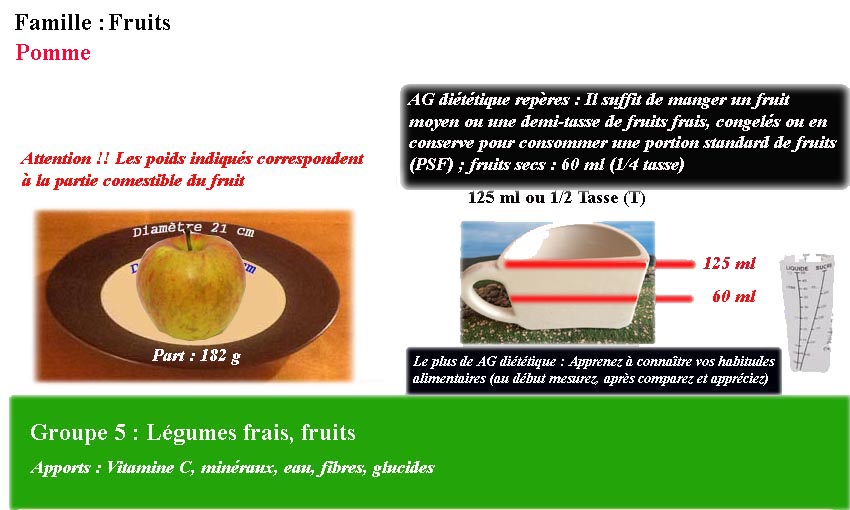 Famille : Fruits
Pomme
AG diététique repères : Il suffit de manger un fruit
moyen ou une demi-tasse de fruits frais, congelés ou en
conserve pour consommer une portion standard de fruits
(PSF) ; fruits secs : 60 ml (1/4 tasse)
Attention !! Les poids indiqués correspondent
à la partie comestible du fruit
125 ml ou 1/2 Tasse (T)
Diamètre 21 cm
cm
Part : 182 g
125 ml
60 ml
LIQUIDE SUCRE
Le plus de AG diététique : Apprenez à connaître vos habitudes
alimentaires (au début mesurez, après comparez et appréciez)
Groupe 5 : Légumes frais, fruits
Apports : Vitamine C, minéraux, eau, fibres, glucides